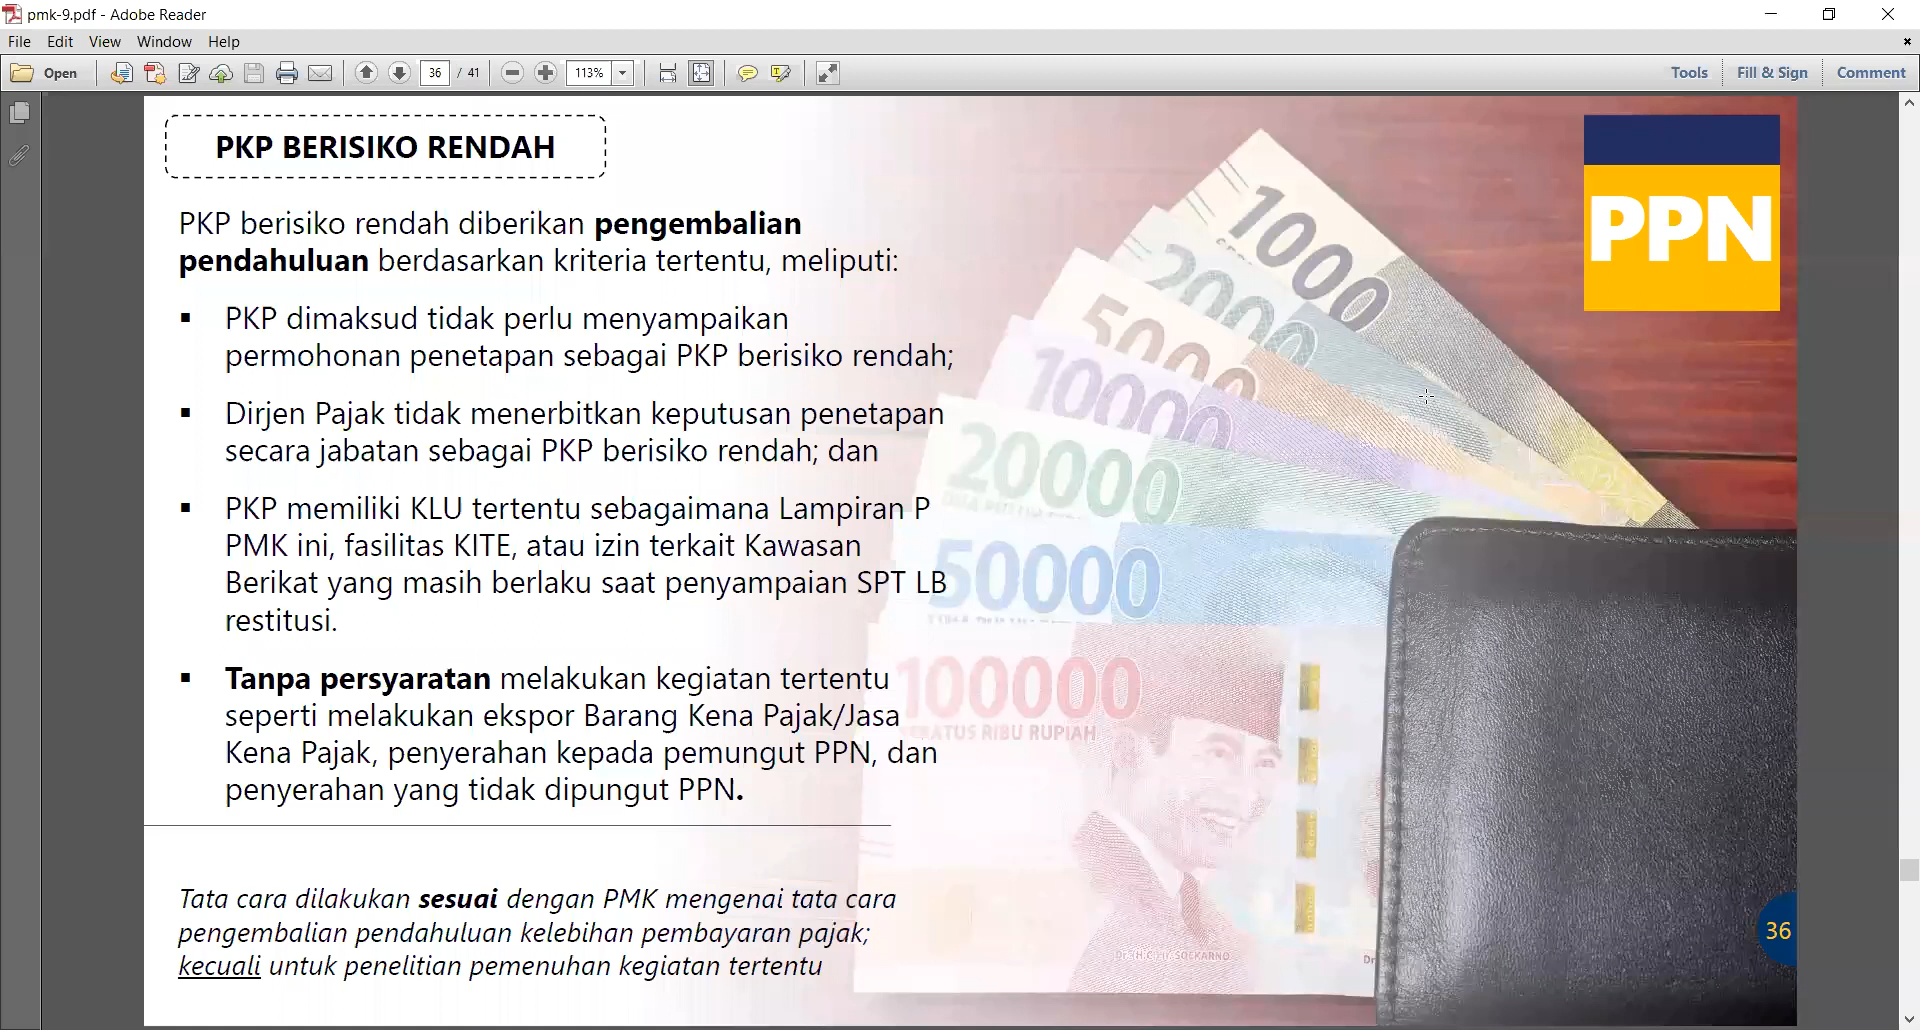 pmk-9.pdf - Adobe Reader
File Edit View Window Help
Open 36 / 41 113% Tools Fill & Sign Comment
PKP BERISIKO RENDAH
PPN
PKP berisiko rendah diberikan pengembalian
pendahuluan berdasarkan kriteria tertentu, meliputi:
▪ PKP dimaksud tidak perlu menyampaikan
permohonan penetapan sebagai PKP berisiko rendah;
▪ Dirjen Pajak tidak menerbitkan keputusan penetapan
secara jabatan sebagai PKP berisiko rendah; dan
▪ PKP memiliki KLU tertentu sebagaimana Lampiran P
PMK ini, fasilitas KITE, atau izin terkait Kawasan
Berikat yang masih berlaku saat penyampaian SPT LB
restitusi.
▪ Tanpa persyaratan melakukan kegiatan tertentu
seperti melakukan ekspor Barang Kena Pajak/Jasa
Kena Pajak, penyerahan kepada pemungut PPN, dan
penyerahan yang tidak dipungut PPN.
Tata cara dilakukan sesuai dengan PMK mengenai tata cara
pengembalian pendahuluan kelebihan pembayaran pajak;
kecuali untuk penelitian pemenuhan kegiatan tertentu
1000
2000
5000
10000
20000
50000
100000
RATUS RIBU RUPIAH
SOEKARNO
36